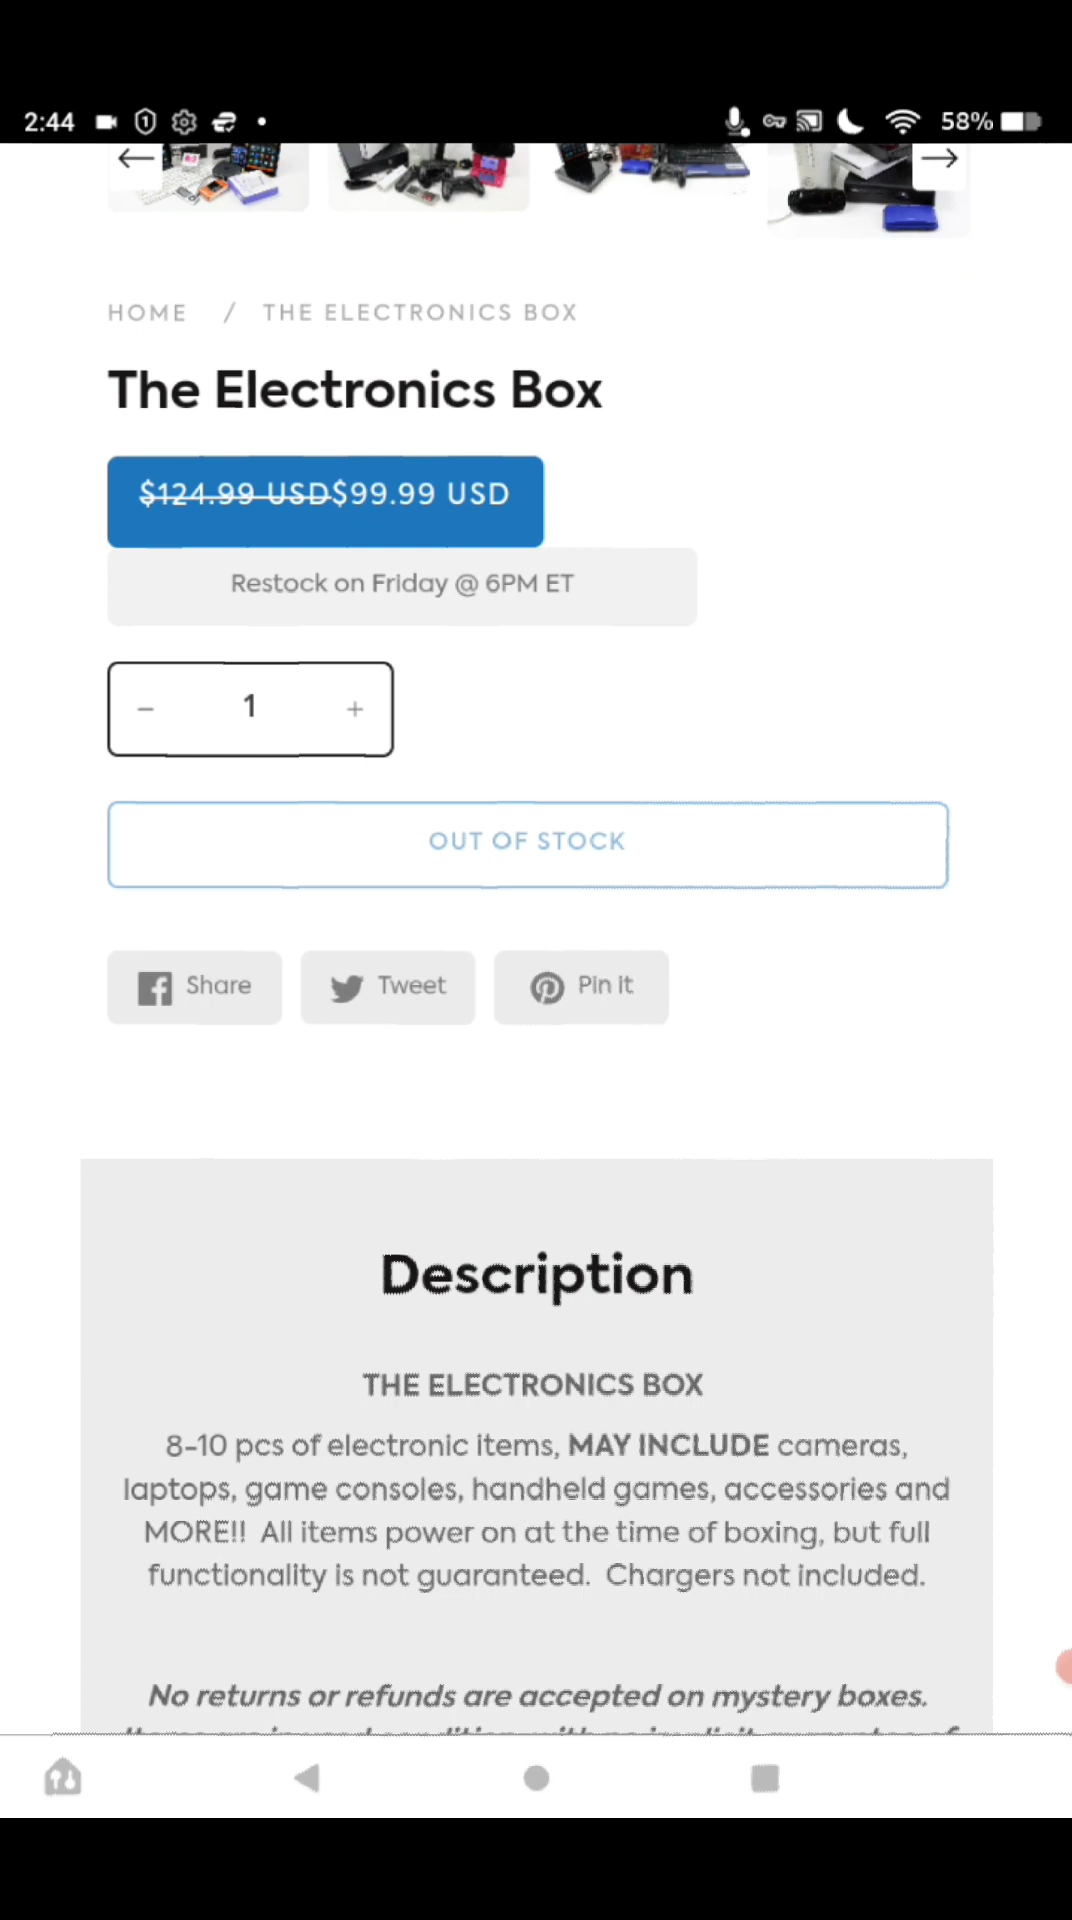 2:44 58%
HOME / THE ELECTRONICS BOX
The Electronics Box
$124.99 USD$99.99 USD
Restock on Friday @ 6PM ET
− 1 +
OUT OF STOCK
Share Tweet Pin it
Description
THE ELECTRONICS BOX
8-10 pcs of electronic items, MAY INCLUDE cameras,
laptops, game consoles, handheld games, accessories and
MORE!! All items power on at the time of boxing, but full
functionality is not guaranteed. Chargers not included.
No returns or refunds are accepted on mystery boxes.